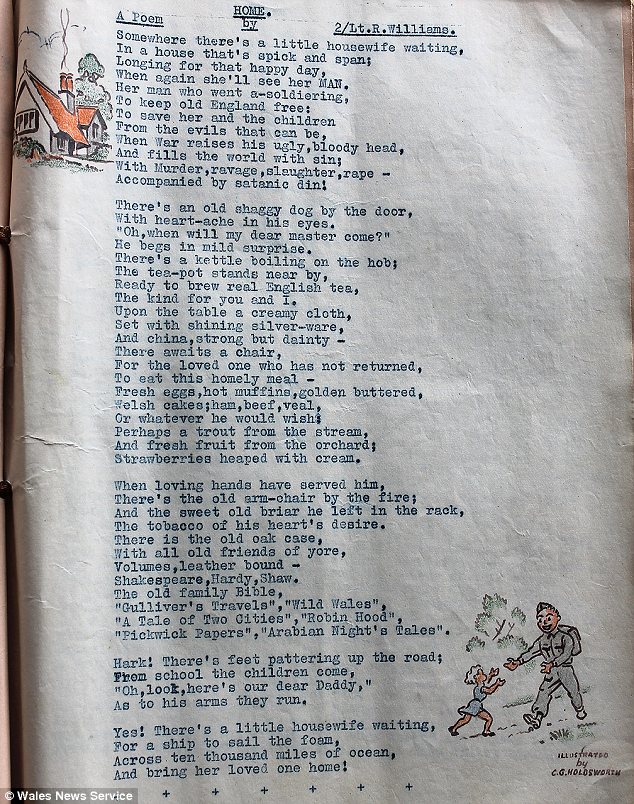 HOME.
A Poem by 2/Lt.R.Williams.
Somewhere there's a little housewife waiting,
In a house that's spick and span;
Longing for that happy day,
When again she'll see her MAN.
Her man who went a-soldiering,
To keep old England free:
To save her and the children
From the evils that can be,
When War raises his ugly,bloody head,
And fills the world with sin;
With Murder,ravage,slaughter,rape -
Accompanied by satanic din!
There's an old shaggy dog by the door,
With heart-ache in his eyes.
"Oh,when will my dear master come?"
He begs in mild surprise.
There's a kettle boiling on the hob;
The tea-pot stands near by,
Ready to brew real English tea,
The kind for you and I.
Upon the table a creamy cloth,
Set with shining silver-ware,
And china,strong but dainty -
There awaits a chair,
For the loved one who has not returned,
To eat this homely meal -
Fresh eggs,hot muffins,golden buttered,
Welsh cakes;ham,beef,veal,
Or whatever he would wish;
Perhaps a trout from the stream,
And fresh fruit from the orchard;
Strawberries heaped with cream.
When loving hands have served him,
There's the old arm-chair by the fire;
And the sweet old briar he left in the rack,
The tobacco of his heart's desire.
There is the old oak case,
With all old friends of yore,
Volumes,leather bound -
Shakespeare,Hardy,Shaw.
The old family Bible,
"Gulliver's Travels","Wild Wales",
"A Tale of Two Cities","Robin Hood",
"Pickwick Papers","Arabian Night's Tales".
Hark! There's feet pattering up the road;
From school the children come,
"Oh,look,here's our dear Daddy,"
As to his arms they run.
Yes! There's a little housewife waiting,
For a ship to sail the foam,
Across ten thousand miles of ocean,
And bring her loved one home!
+ + + + + +
ILLUSTRATED
by
C.G.HOLDSWORTH
© Wales News Service